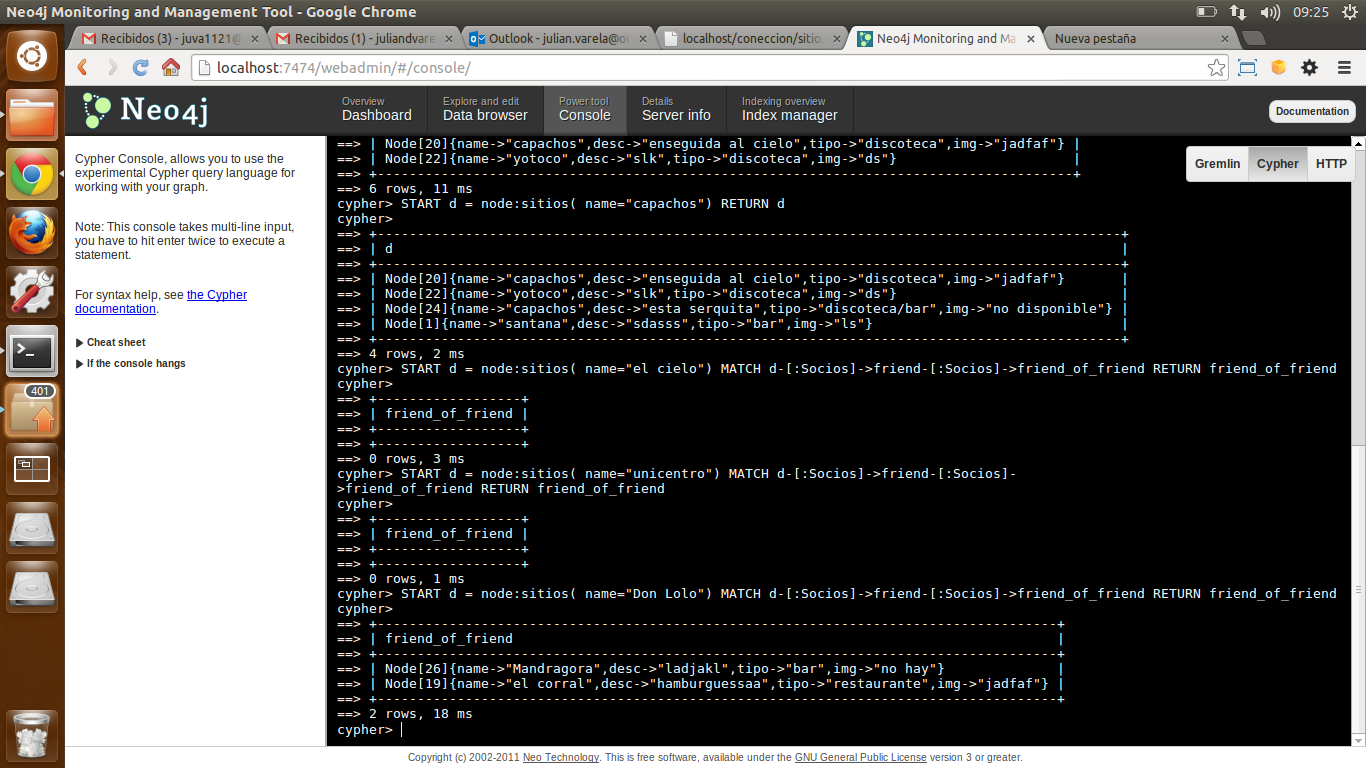 Neo4j Monitoring and Management Tool - Google Chrome
09:25
Recibidos (3) - juva1121@
Recibidos (1) - juliandvare
Outlook - julian.varela@ou
localhost/coneccion/sitio.
Neo4j Monitoring and Ma
Nueva pestaña
localhost:7474/webadmin/#/console/
Neo4j
Overview
Dashboard
Explore and edit
Data browser
Power tool
Console
Details
Server info
Indexing overview
Index manager
Documentation
Cypher Console, allows you to use the
experimental Cypher query language for
working with your graph.
Note: This console takes multi-line input,
you have to hit enter twice to execute a
statement.
For syntax help, see the Cypher
documentation.
▶ Cheat sheet
▶ If the console hangs
401
Gremlin
Cypher
HTTP
==> | Node[20]{name->"capachos",desc->"enseguida al cielo",tipo->"discoteca",img->"jadfaf"} |
==> | Node[22]{name->"yotoco",desc->"slk",tipo->"discoteca",img->"ds"}                      |
==> +---------------------------------------------------------------------------------------+
==> 6 rows, 11 ms
cypher> START d = node:sitios( name="capachos") RETURN d
cypher>
==> +---------------------------------------------------------------------------------------------+
==> | d                                                                                           |
==> +---------------------------------------------------------------------------------------------+
==> | Node[20]{name->"capachos",desc->"enseguida al cielo",tipo->"discoteca",img->"jadfaf"}       |
==> | Node[22]{name->"yotoco",desc->"slk",tipo->"discoteca",img->"ds"}                            |
==> | Node[24]{name->"capachos",desc->"esta serquita",tipo->"discoteca/bar",img->"no disponible"} |
==> | Node[1]{name->"santana",desc->"sdasss",tipo->"bar",img->"ls"}                               |
==> +---------------------------------------------------------------------------------------------+
==> 4 rows, 2 ms
cypher> START d = node:sitios( name="el cielo") MATCH d-[:Socios]->friend-[:Socios]->friend_of_friend RETURN friend_of_friend
cypher>
==> +------------------+
==> | friend_of_friend |
==> +------------------+
==> +------------------+
==> 0 rows, 3 ms
cypher> START d = node:sitios( name="unicentro") MATCH d-[:Socios]->friend-[:Socios]-
>friend_of_friend RETURN friend_of_friend
cypher>
==> +------------------+
==> | friend_of_friend |
==> +------------------+
==> +------------------+
==> 0 rows, 1 ms
cypher> START d = node:sitios( name="Don Lolo") MATCH d-[:Socios]->friend-[:Socios]->friend_of_friend RETURN friend_of_friend
cypher>
==> +-------------------------------------------------------------------------------------+
==> | friend_of_friend                                                                    |
==> +-------------------------------------------------------------------------------------+
==> | Node[26]{name->"Mandragora",desc->"ladjakl",tipo->"bar",img->"no hay"}              |
==> | Node[19]{name->"el corral",desc->"hamburguessaa",tipo->"restaurante",img->"jadfaf"} |
==> +-------------------------------------------------------------------------------------+
==> 2 rows, 18 ms
cypher>
Copyright (c) 2002-2011 Neo Technology. This is free software, available under the GNU General Public License version 3 or greater.